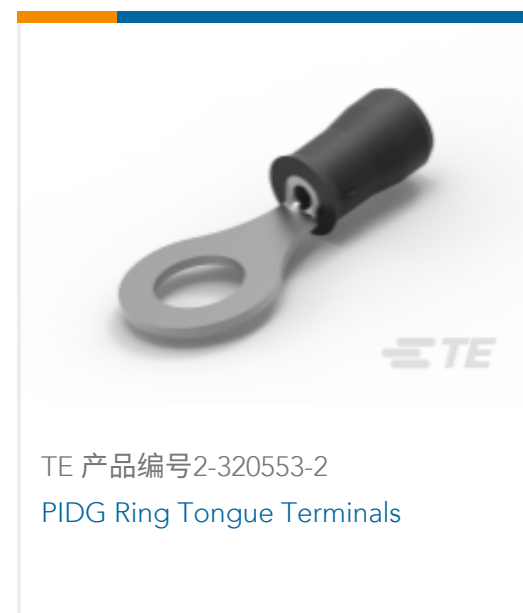 TE
TE 产品编号2-320553-2
PIDG Ring Tongue Terminals